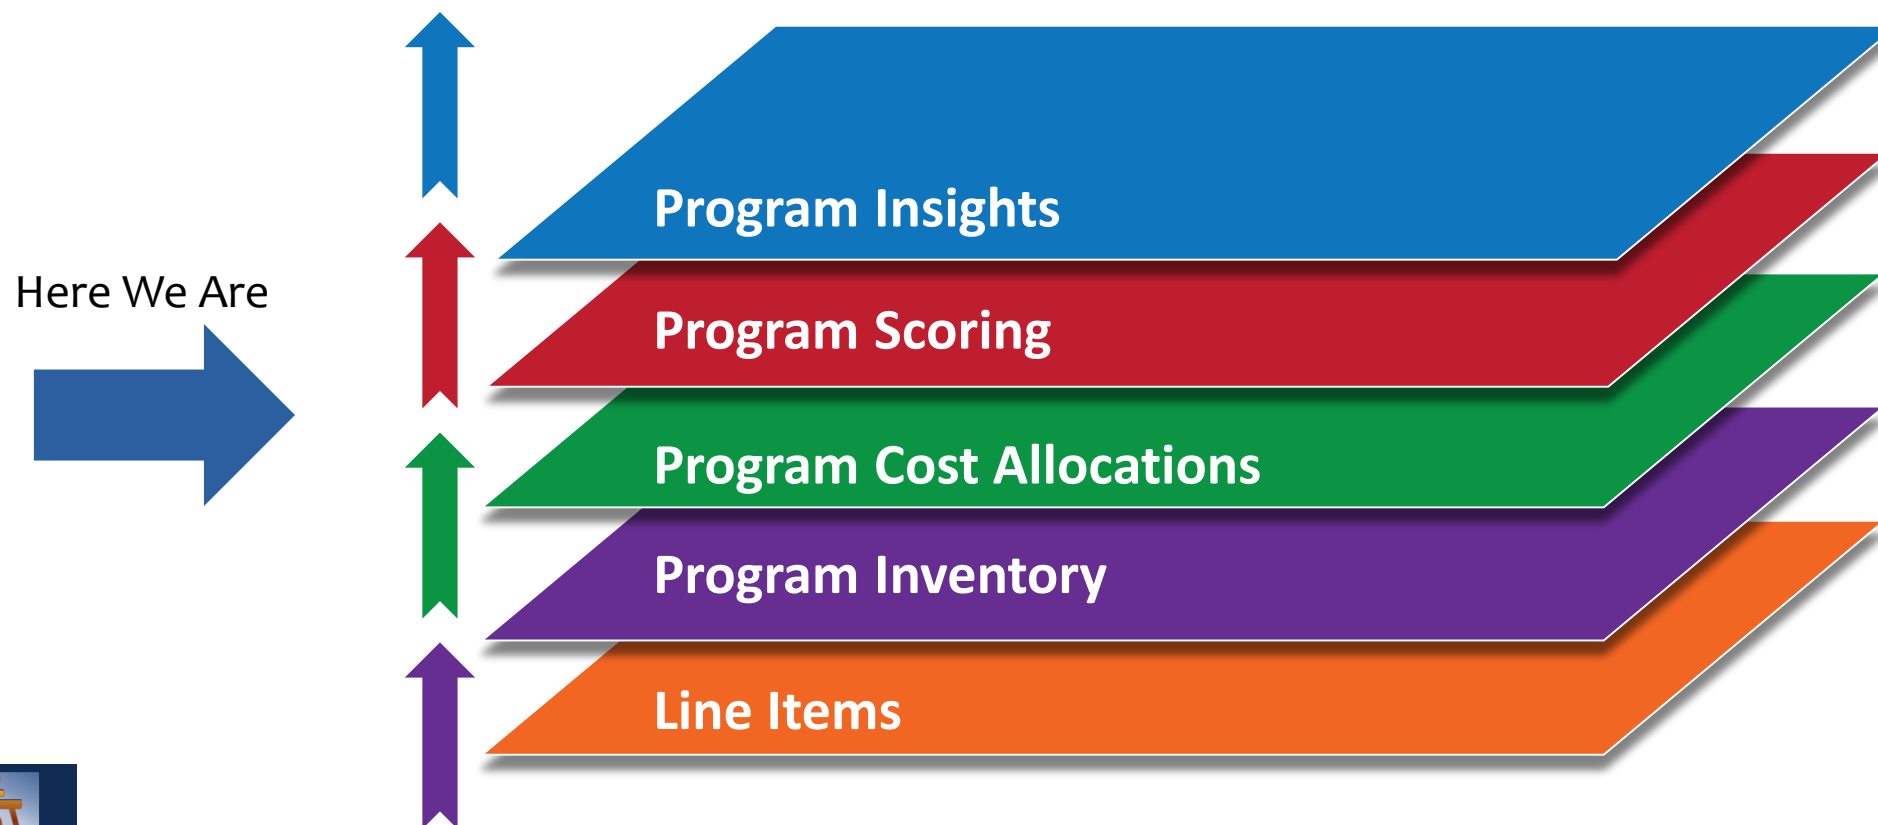 Program Insights
Here We Are
Program Scoring
Program Cost Allocations
Program Inventory
Line Items